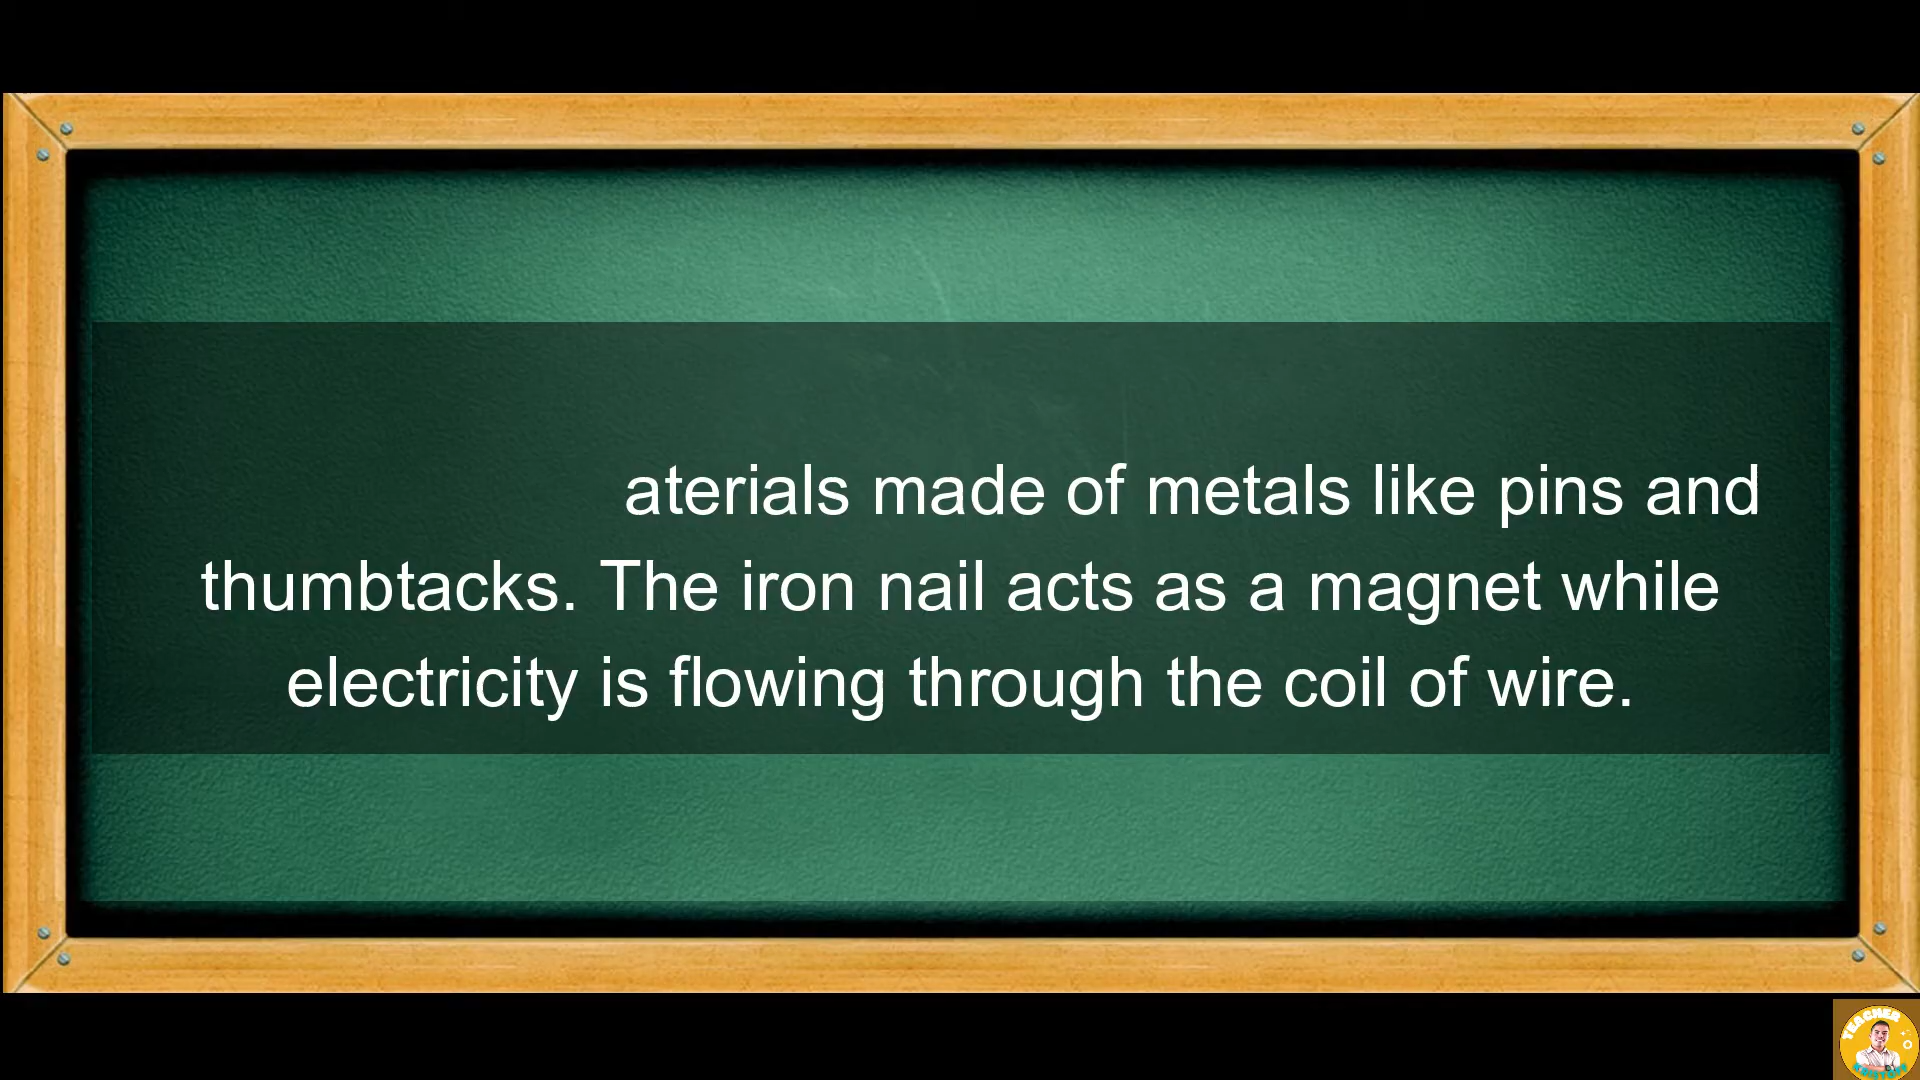 aterials made of metals like pins and
thumbtacks. The iron nail acts as a magnet while
electricity is flowing through the coil of wire.
TEACHER